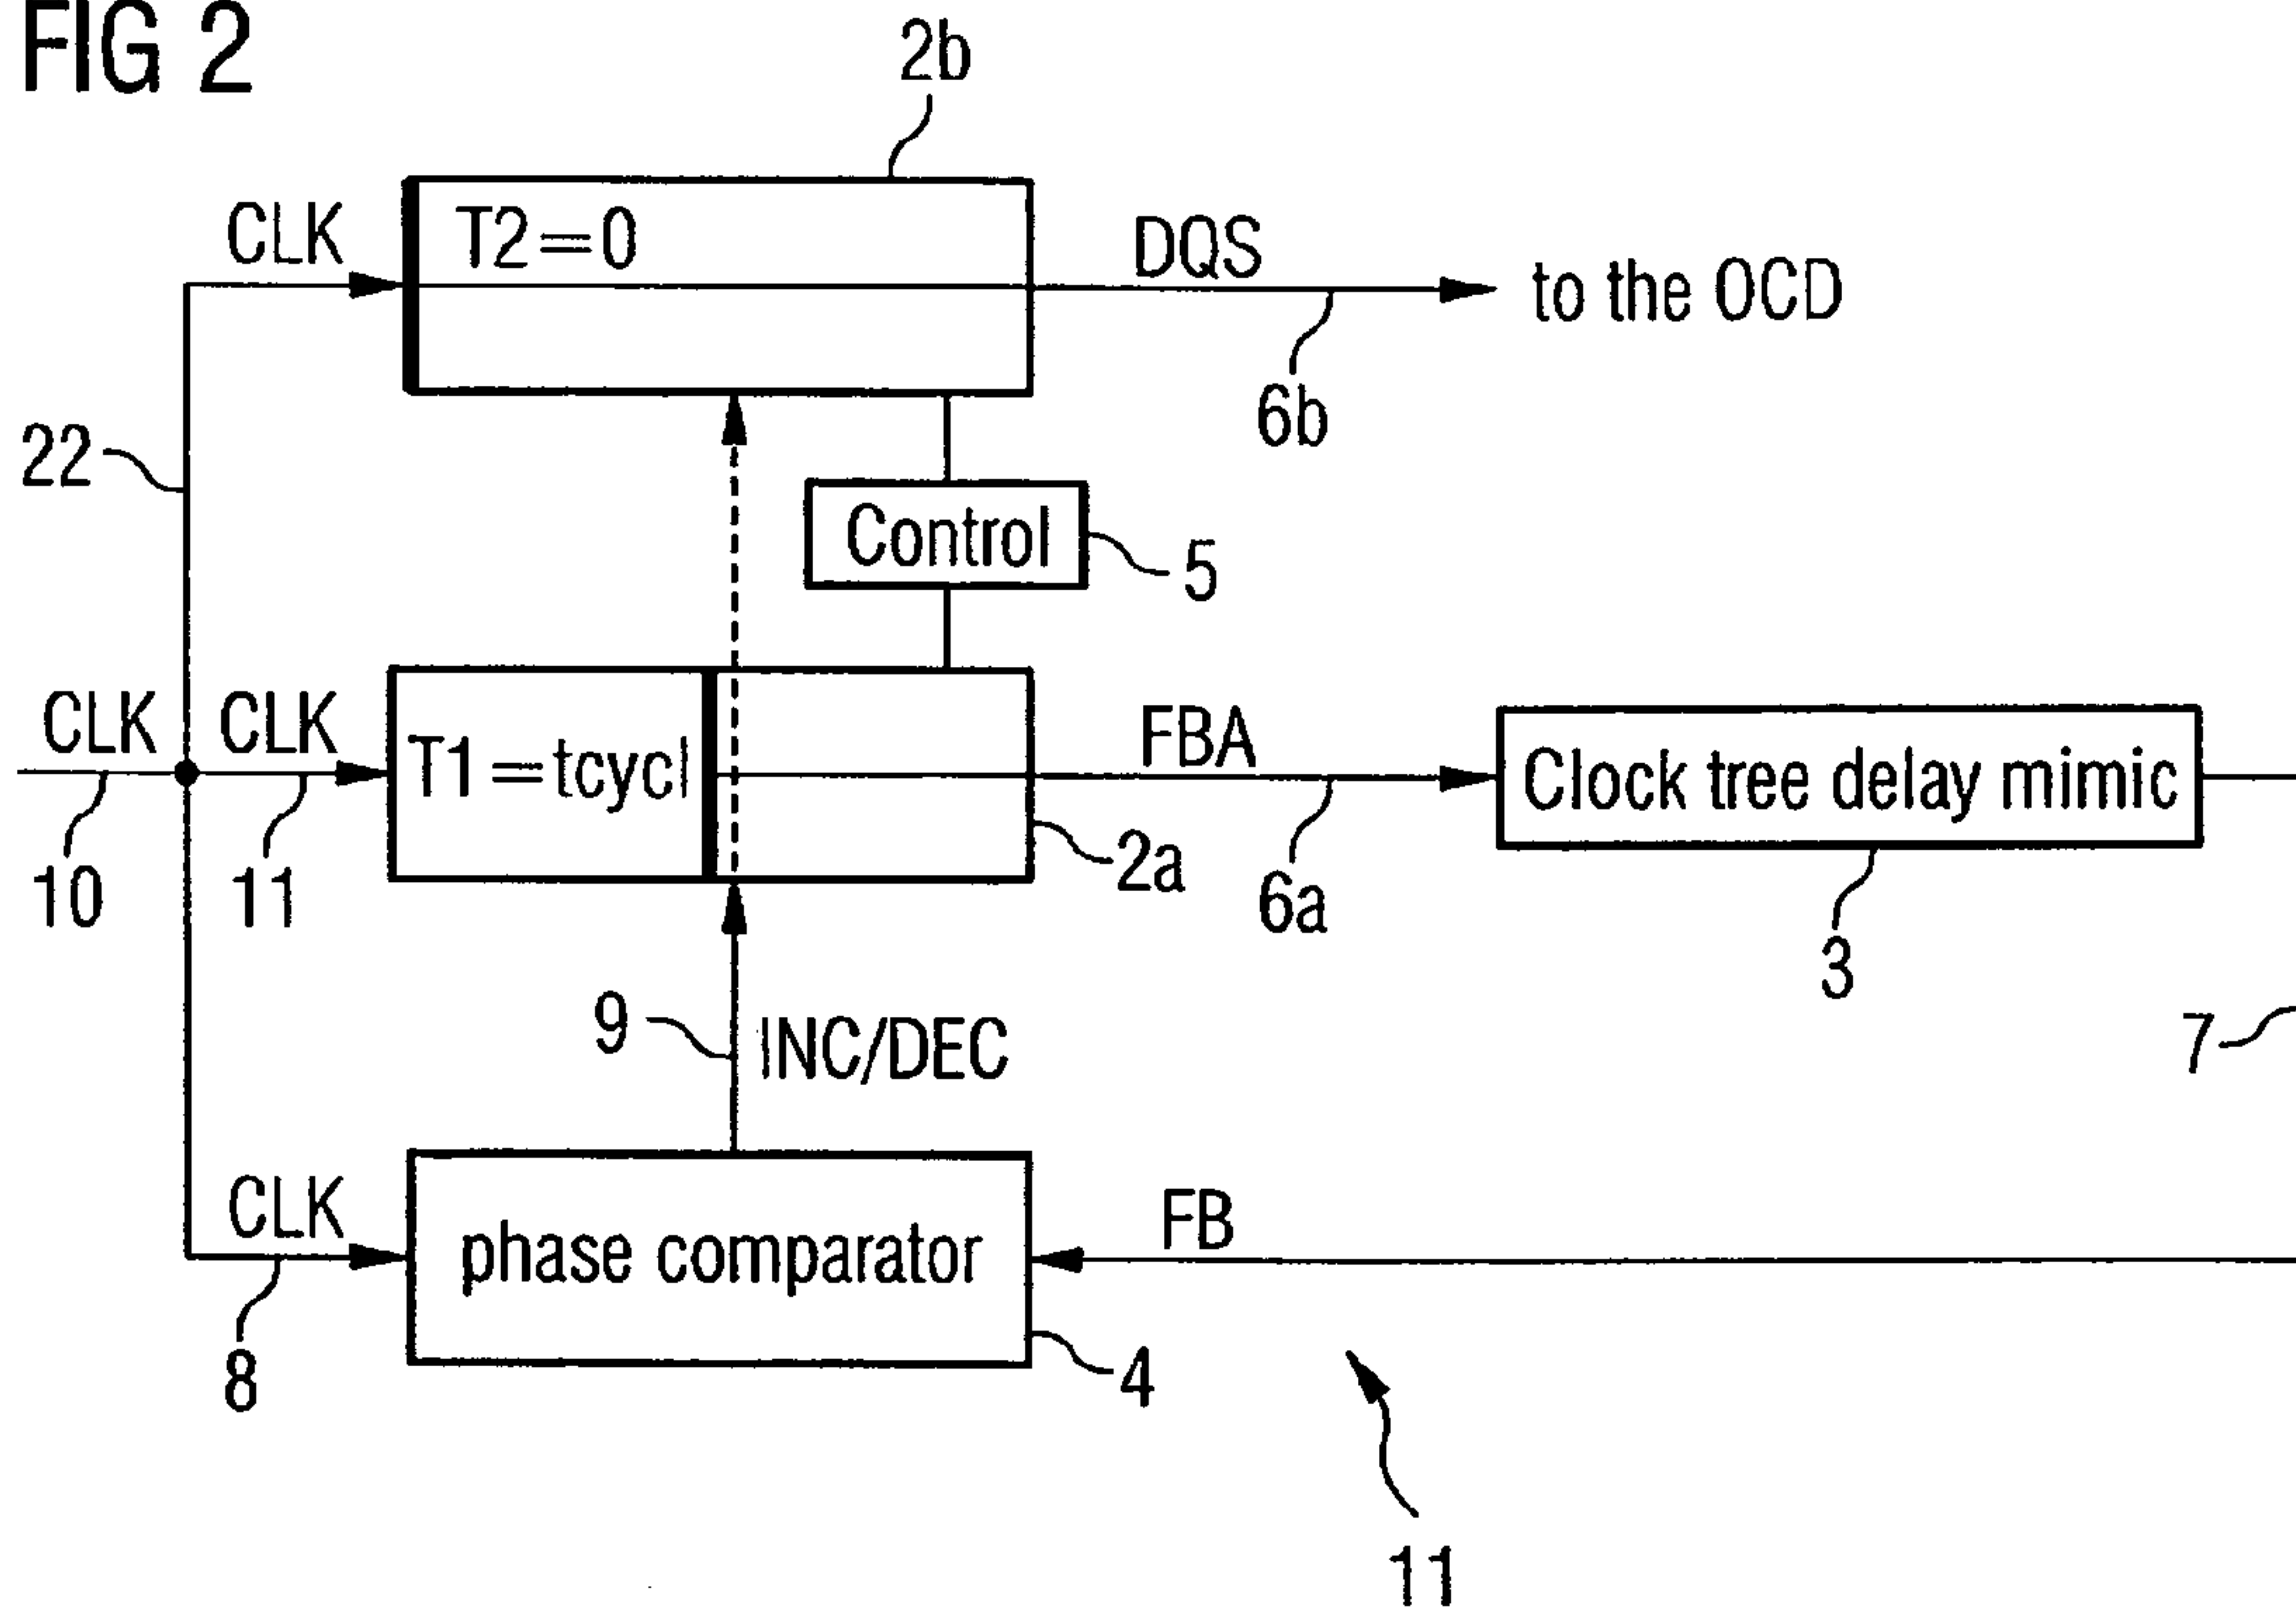 FIG 2
2b
CLK
T2=0
DQS
to the OCD
6b
22
Control
5
CLK
CLK
T1=tcycl
FBA
Clock tree delay mimic
10
11
2a
6a
3
9
INC/DEC
7
CLK
phase comparator
FB
8
4
11